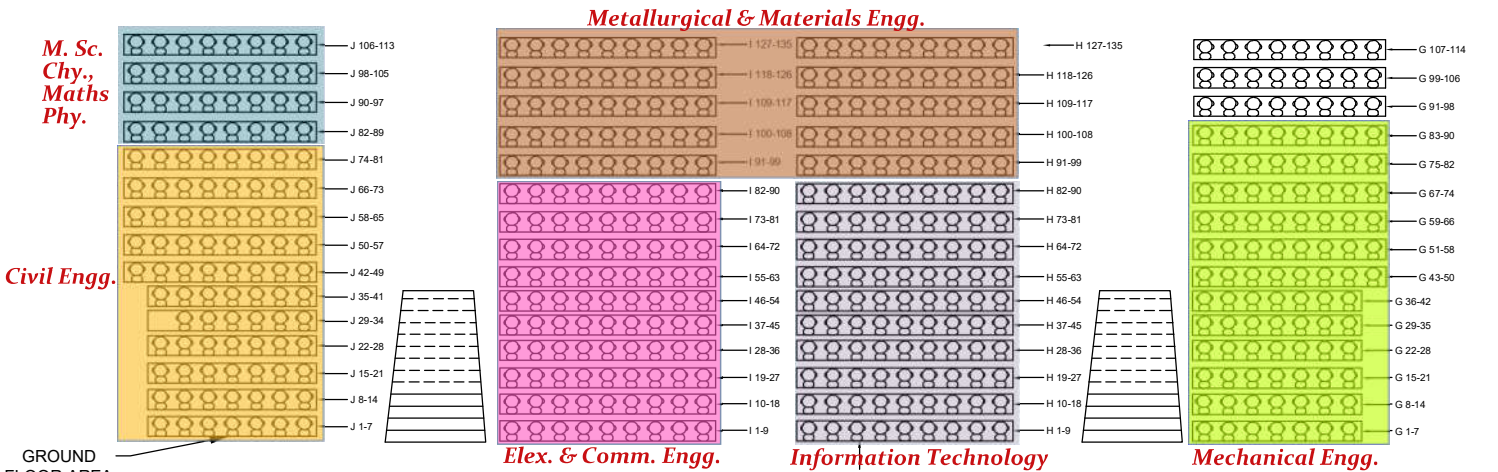 Metallurgical & Materials Engg.
M. Sc.
Chy.,
Maths
Phy.
J 106-113
J 98-105
J 90-97
J 82-89
J 74-81
J 66-73
J 58-65
J 50-57
J 42-49
J 35-41
J 29-34
J 22-28
J 15-21
J 8-14
J 1-7
Civil Engg.
GROUND
FLOOR AREA
I 127-135
I 118-126
I 109-117
I 100-108
I 91-99
I 82-90
I 73-81
I 64-72
I 55-63
I 46-54
I 37-45
I 28-36
I 19-27
I 10-18
I 1-9
Elex. & Comm. Engg.
H 127-135
H 118-126
H 109-117
H 100-108
H 91-99
H 82-90
H 73-81
H 64-72
H 55-63
H 46-54
H 37-45
H 28-36
H 19-27
H 10-18
H 1-9
Information Technology
G 107-114
G 99-106
G 91-98
G 83-90
G 75-82
G 67-74
G 59-66
G 51-58
G 43-50
G 36-42
G 29-35
G 22-28
G 15-21
G 8-14
G 1-7
Mechanical Engg.